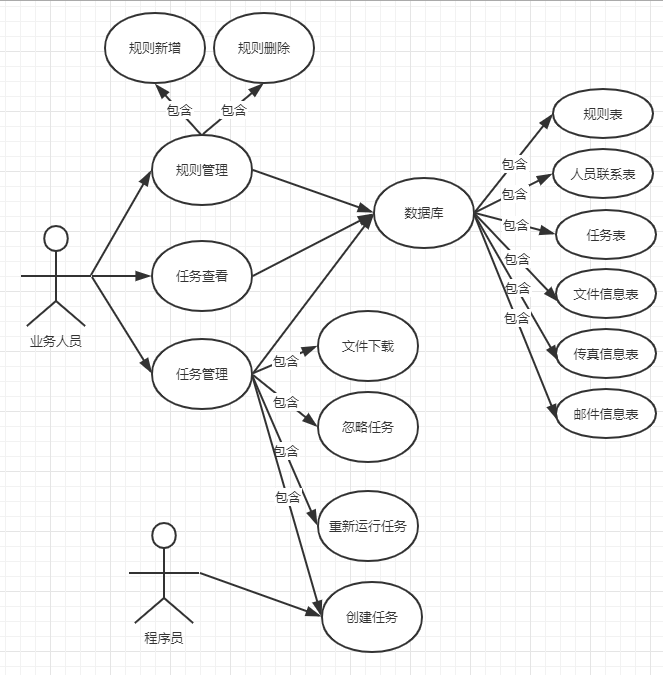 规则新增
规则删除
包含
包含
规则管理
任务查看
任务管理
业务人员
数据库
包含
包含
包含
包含
包含
包含
规则表
人员联系表
任务表
文件信息表
传真信息表
邮件信息表
包含
包含
包含
包含
文件下载
忽略任务
重新运行任务
创建任务
程序员